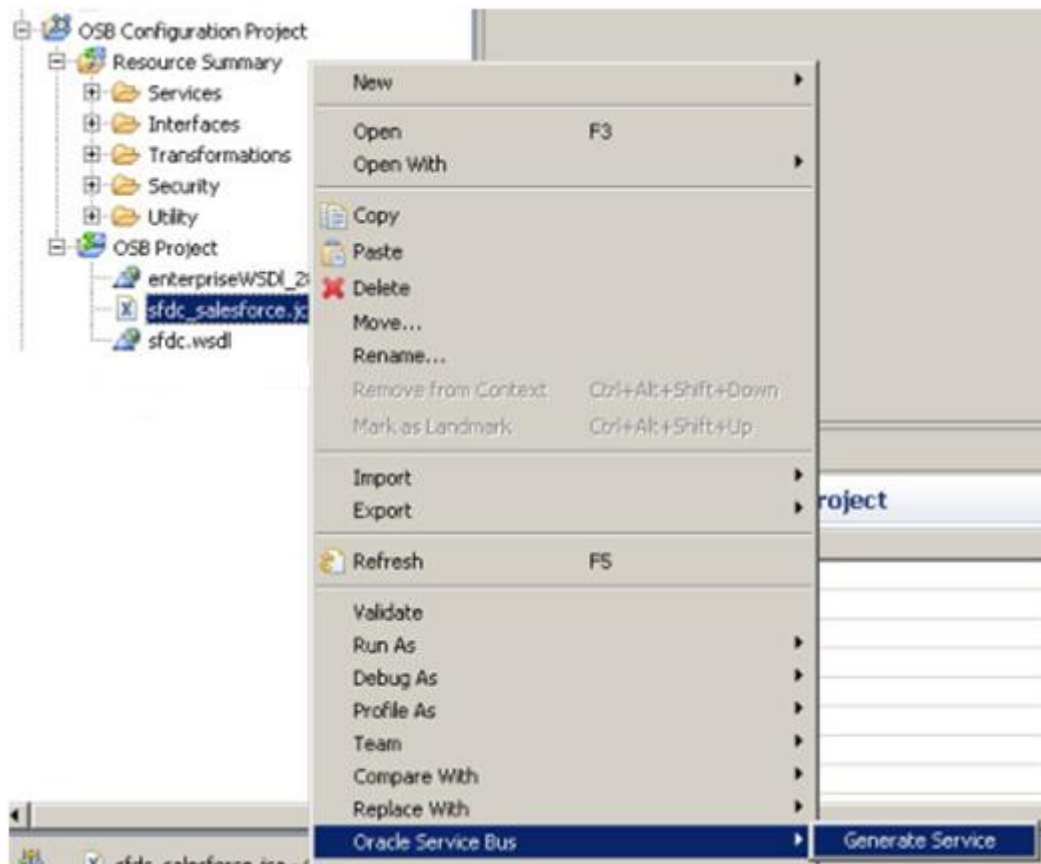 OSB Configuration Project
Resource Summary
Services
Interfaces
Transformations
Security
Utility
OSB Project
enterpriseWSDl_2
sfdc_salesforce.jc
sfdc.wsdl
New
Open F3
Open With
Copy
Paste
Delete
Move...
Rename...
Remove from Context Ctrl+Alt+Shift+Down
Mark as Landmark Ctrl+Alt+Shift+Up
Import
Export
Refresh F5
Validate
Run As
Debug As
Profile As
Team
Compare With
Replace With
Oracle Service Bus
Generate Service
roject